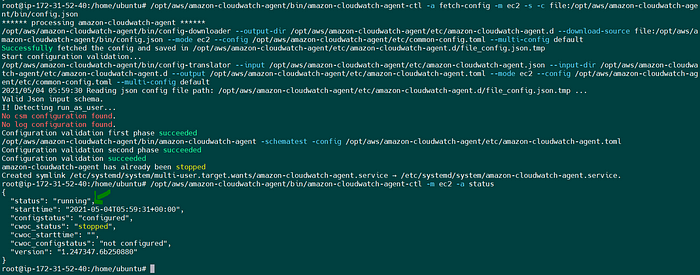 root@ip-172-31-52-40:/home/ubuntu# /opt/aws/amazon-cloudwatch-agent/bin/amazon-cloudwatch-agent-ctl -a fetch-config -m ec2 -s -c file:/opt/aws/amazon-cloudwatch-age
nt/bin/config.json
****** processing amazon-cloudwatch-agent ******
/opt/aws/amazon-cloudwatch-agent/bin/config-downloader --output-dir /opt/aws/amazon-cloudwatch-agent/etc/amazon-cloudwatch-agent.d --download-source file:/opt/aws/a
mazon-cloudwatch-agent/bin/config.json --mode ec2 --config /opt/aws/amazon-cloudwatch-agent/etc/common-config.toml --multi-config default
Successfully fetched the config and saved in /opt/aws/amazon-cloudwatch-agent/etc/amazon-cloudwatch-agent.d/file_config.json.tmp
Start configuration validation...
/opt/aws/amazon-cloudwatch-agent/bin/config-translator --input /opt/aws/amazon-cloudwatch-agent/etc/amazon-cloudwatch-agent.json --input-dir /opt/aws/amazon-cloudwa
tch-agent/etc/amazon-cloudwatch-agent.d --output /opt/aws/amazon-cloudwatch-agent/etc/amazon-cloudwatch-agent.toml --mode ec2 --config /opt/aws/amazon-cloudwatch-ag
ent/etc/common-config.toml --multi-config default
2021/05/04 05:59:30 Reading json config file path: /opt/aws/amazon-cloudwatch-agent/etc/amazon-cloudwatch-agent.d/file_config.json.tmp ...
Valid Json input schema.
I! Detecting run_as_user...
No csm configuration found.
No log configuration found.
Configuration validation first phase succeeded
/opt/aws/amazon-cloudwatch-agent/bin/amazon-cloudwatch-agent -schematest -config /opt/aws/amazon-cloudwatch-agent/etc/amazon-cloudwatch-agent.toml
Configuration validation second phase succeeded
Configuration validation succeeded
amazon-cloudwatch-agent has already been stopped
Created symlink /etc/systemd/system/multi-user.target.wants/amazon-cloudwatch-agent.service → /etc/systemd/system/amazon-cloudwatch-agent.service.
root@ip-172-31-52-40:/home/ubuntu# /opt/aws/amazon-cloudwatch-agent/bin/amazon-cloudwatch-agent-ctl -m ec2 -a status
{
"status": "running",
"starttime": "2021-05-04T05:59:31+00:00",
"configstatus": "configured",
"cwoc_status": "stopped",
"cwoc_starttime": "",
"cwoc_configstatus": "not configured",
"version": "1.247347.6b250880"
}
root@ip-172-31-52-40:/home/ubuntu#